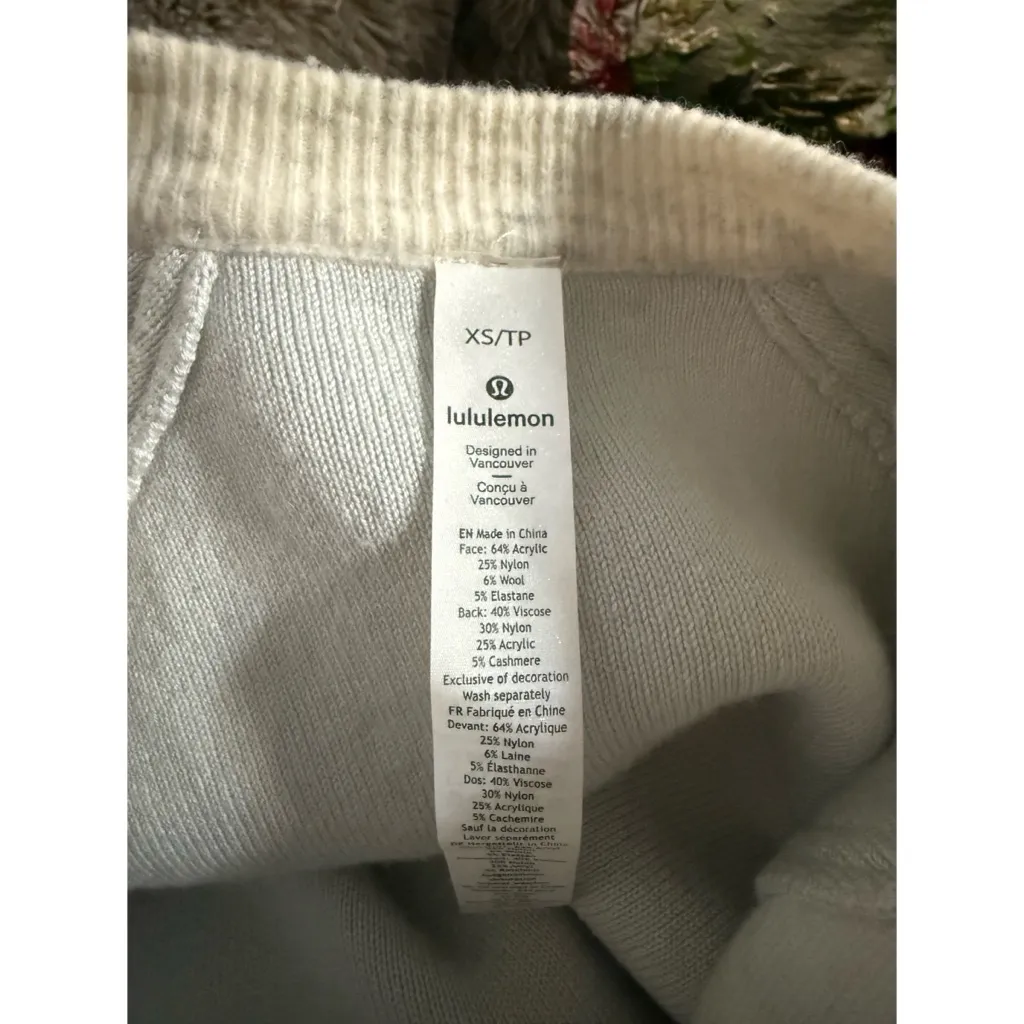 XS/TP
lululemon
Designed in
Vancouver
Conçu à
Vancouver
EN Made in China
Face: 64% Acrylic
25% Nylon
6% Wool
5% Elastane
Back: 40% Viscose
30% Nylon
25% Acrylic
5% Cashmere
Exclusive of decoration
Wash separately
FR Fabriqué en Chine
Devant: 64% Acrylique
25% Nylon
6% Laine
5% Élasthanne
Dos: 40% Viscose
30% Nylon
25% Acrylique
5% Cachemire
Sauf la décoration
Laver séparément